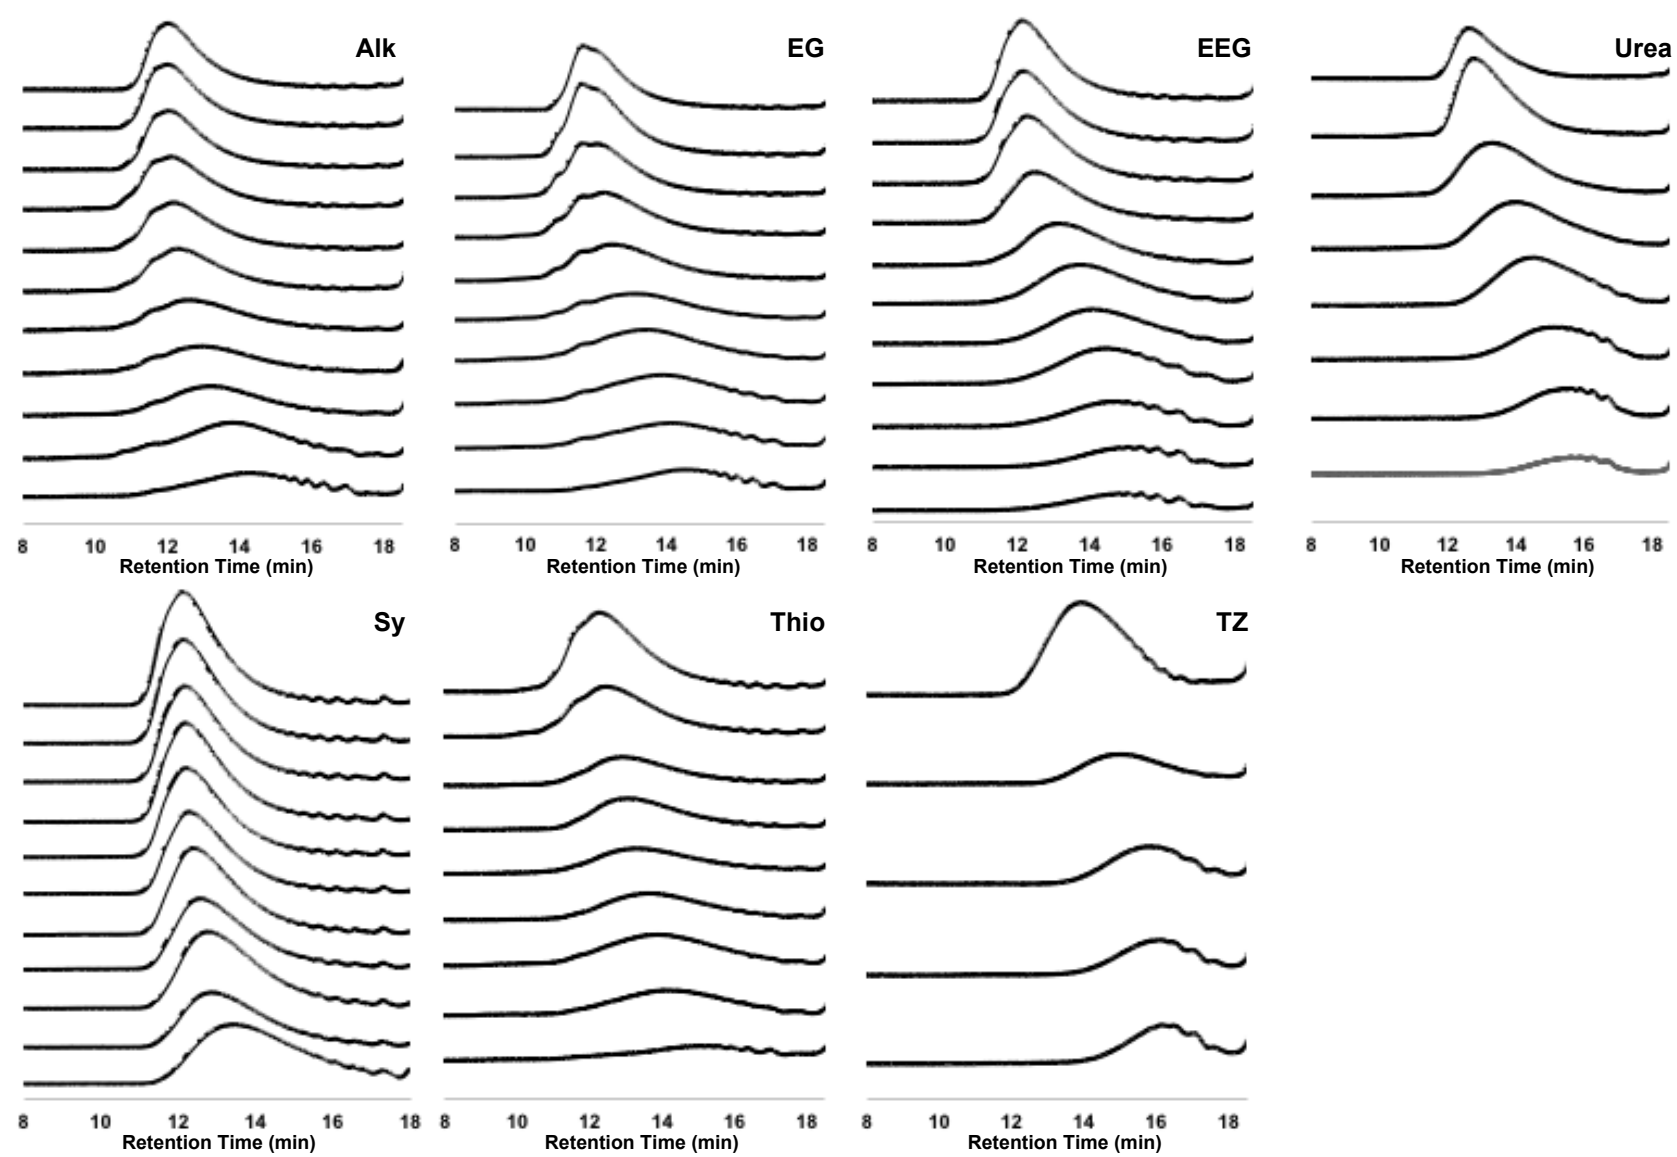 Alk
EG
EEG
Urea
8 10 12 14 16 18
8 10 12 14 16 18
8 10 12 14 16 18
8 10 12 14 16 18
Retention Time (min)
Retention Time (min)
Retention Time (min)
Retention Time (min)
Sy
Thio
TZ
8 10 12 14 16 18
8 10 12 14 16 18
8 10 12 14 16 18
Retention Time (min)
Retention Time (min)
Retention Time (min)